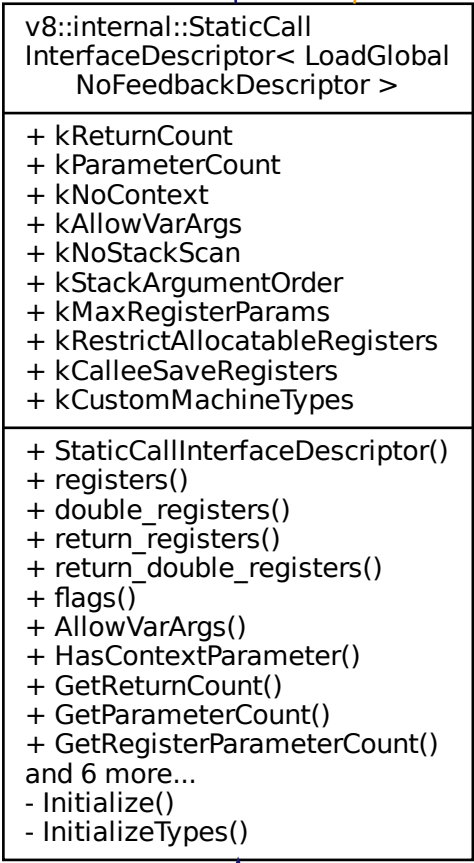 v8::internal::StaticCall
InterfaceDescriptor< LoadGlobal
NoFeedbackDescriptor >
+ kReturnCount
+ kParameterCount
+ kNoContext
+ kAllowVarArgs
+ kNoStackScan
+ kStackArgumentOrder
+ kMaxRegisterParams
+ kRestrictAllocatableRegisters
+ kCalleeSaveRegisters
+ kCustomMachineTypes
+ StaticCallInterfaceDescriptor()
+ registers()
+ double_registers()
+ return_registers()
+ return_double_registers()
+ flags()
+ AllowVarArgs()
+ HasContextParameter()
+ GetReturnCount()
+ GetParameterCount()
+ GetRegisterParameterCount()
and 6 more...
- Initialize()
- InitializeTypes()